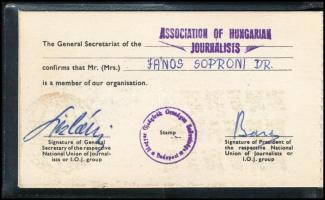 ASSOCIATION OF HUNGARIAN
The General Secretariat of the JOURNALISTS
confirms that Mr. (Mrs.) JÁNOS SOPRONI DR.
is a member of our organisation.
Stamp
Budapest
Signature of General
Secretary of the respective
National Union of Journal-
ists or I.O.J. group
Signature of President of
the respective National
Union of Journalists or
I.O.J. group